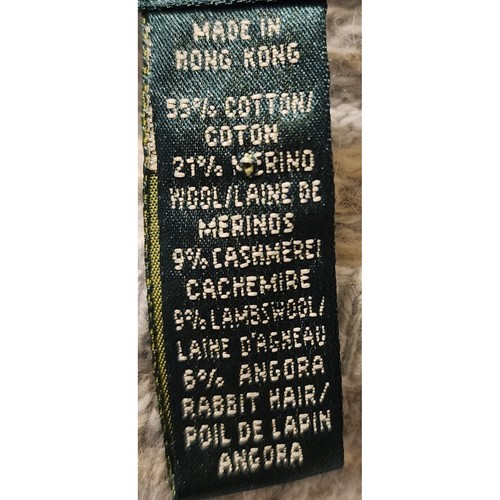 MADE IN
HONG KONG
55% COTTON/
COTON
21% MERINO
WOOL/LAINE DE
MERINOS
9% CASHMERE/
CACHEMIRE
9% LAMBSWOOL/
LAINE D'AGNEAU
6% ANGORA
RABBIT HAIR/
POIL DE LAPIN
ANGORA